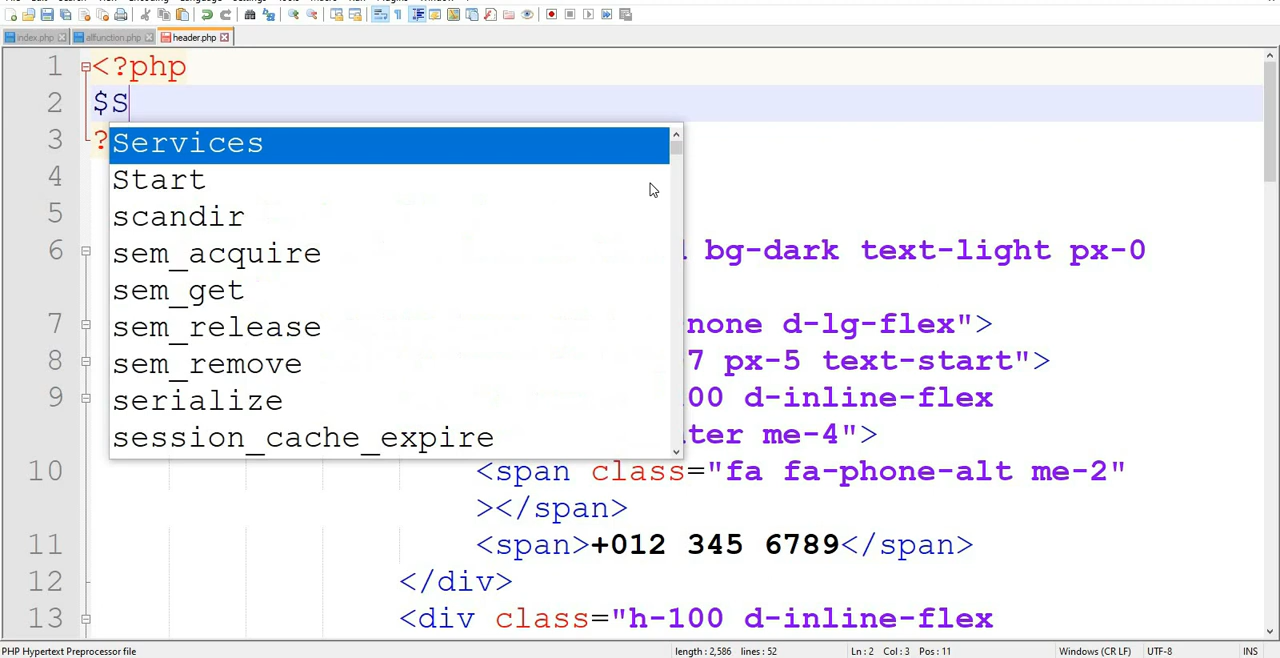 index.php allfunction.php header.php
1 <?php
2 $S
3 ?
Services
4
Start
5
scandir
6 bg-dark text-light px-0
sem_acquire
sem_get
7 none d-lg-flex">
sem_release
8 7 px-5 text-start">
sem_remove
9 00 d-inline-flex
serialize
ter me-4">
session_cache_expire
10 <span class="fa fa-phone-alt me-2"
></span>
11 <span>+012 345 6789</span>
12 </div>
13 <div class="h-100 d-inline-flex
PHP Hypertext Preprocessor file length : 2,586 lines : 52 Ln : 2 Col : 3 Pos : 11 Windows (CR LF) UTF-8 INS